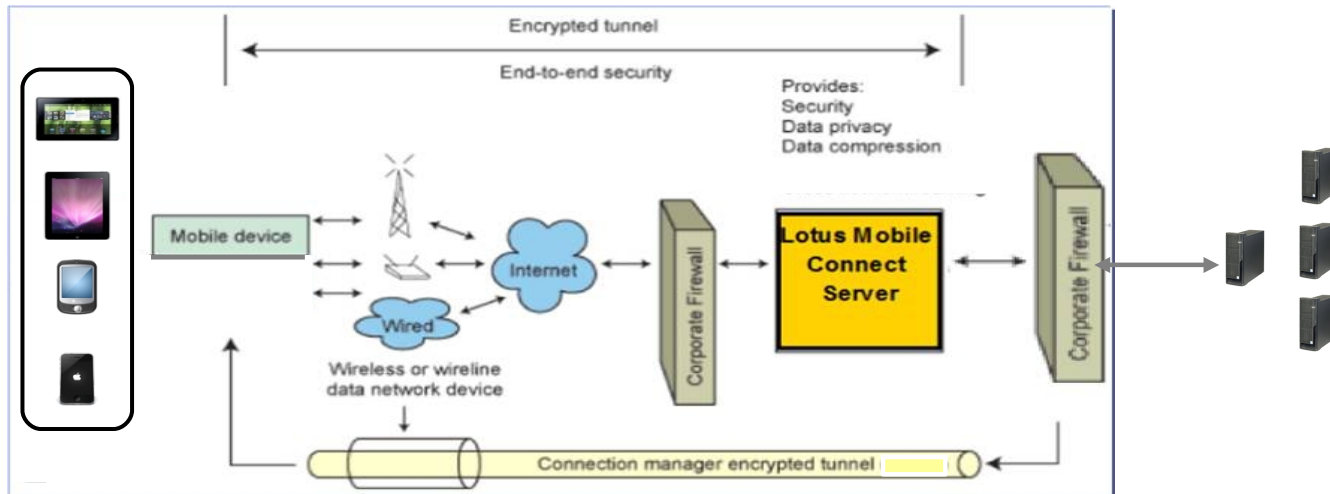 Encrypted tunnel
End-to-end security
Provides:
Security
Data privacy
Data compression
Mobile device
Internet
Wired
Wireless or wireline
data network device
Corporate Firewall
Lotus Mobile
Connect
Server
Corporate Firewall
Connection manager encrypted tunnel